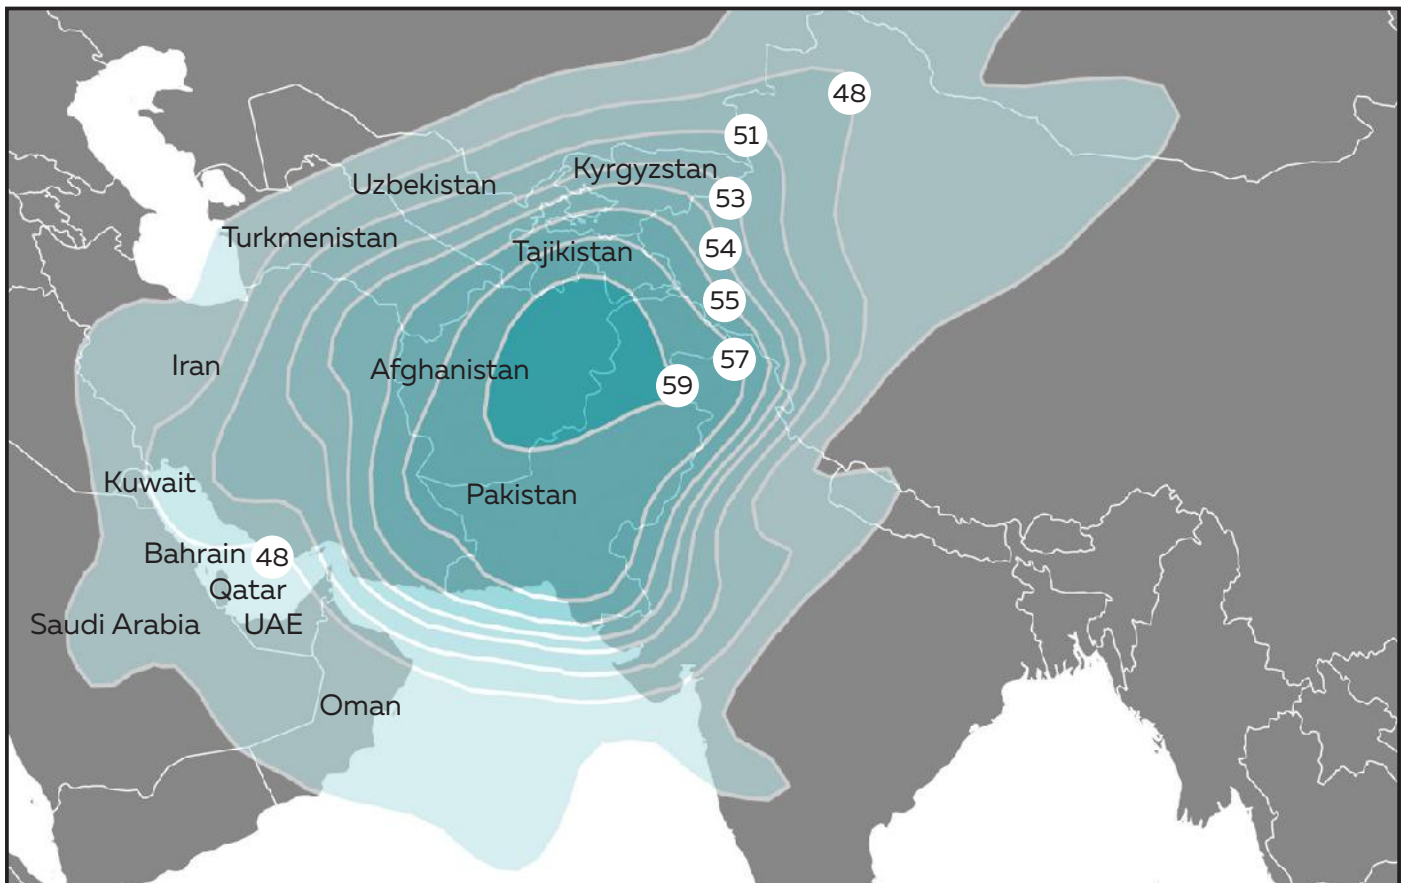 48
51
Kyrgyzstan
Uzbekistan
53
Turkmenistan
54
Tajikistan
55
57
Iran
Afghanistan
59
Kuwait
Pakistan
Bahrain 48
Qatar
Saudi Arabia
UAE
Oman